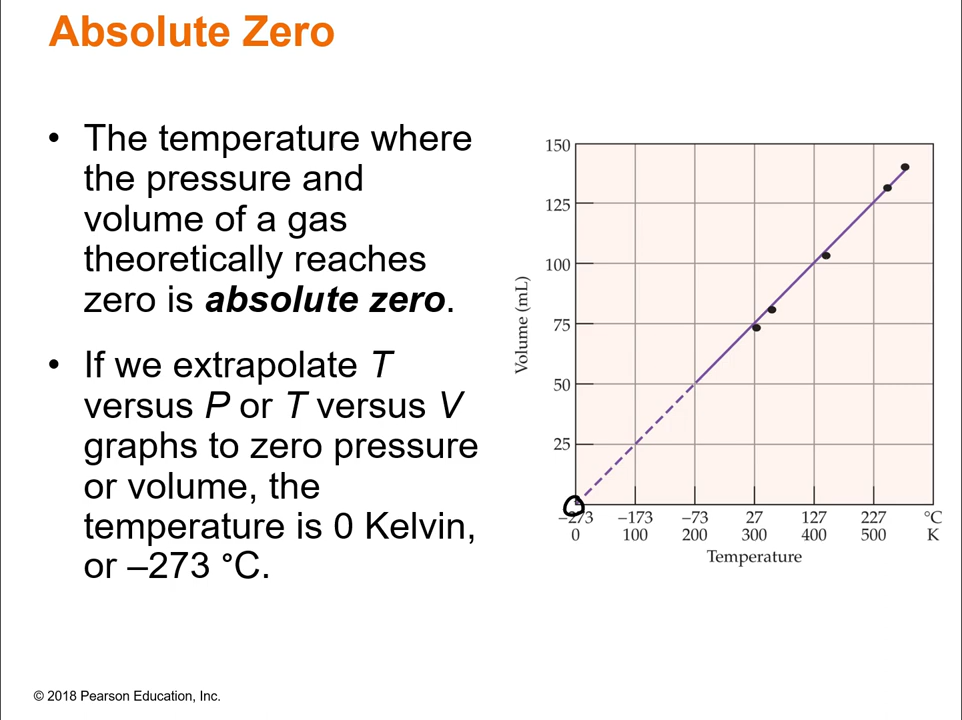 Absolute Zero
• The temperature where
the pressure and
volume of a gas
theoretically reaches
zero is absolute zero.
• If we extrapolate T
versus P or T versus V
graphs to zero pressure
or volume, the
temperature is 0 Kelvin,
or –273 °C.
150
125
100
75
50
25
Volume (mL)
–273 –173 –73 27 127 227 °C
0 100 200 300 400 500 K
Temperature
© 2018 Pearson Education, Inc.